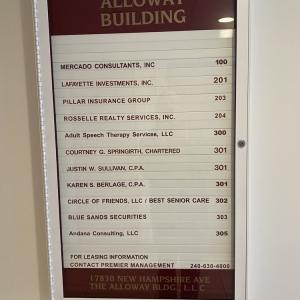 ALLOWAY
BUILDING
MERCADO CONSULTANTS, INC 100
LAFAYETTE INVESTMENTS, INC. 201
PILLAR INSURANCE GROUP 203
ROSSELLE REALTY SERVICES, INC. 204
Adult Speech Therapy Services, LLC 300
COURTNEY G. SPRINGIRTH, CHARTERED 301
JUSTIN W. SULLIVAN, C.P.A. 301
KAREN S. BERLAGE, C.P.A. 301
CIRCLE OF FRIENDS, LLC / BEST SENIOR CARE 302
BLUE SANDS SECURITIES 303
Andana Consulting, LLC 305
FOR LEASING INFORMATION
CONTACT PREMIER MANAGEMENT 240-630-4000
17830 NEW HAMPSHIRE AVE
THE ALLOWAY BLDG, L.L.C